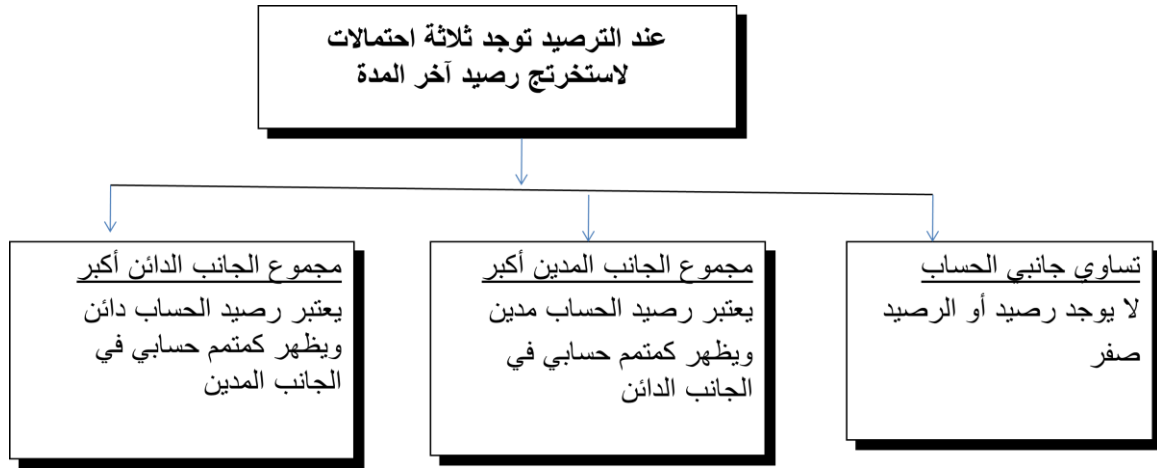 عند الترصيد توجد ثلاثة احتمالات
لاستخرتج رصيد آخر المدة
تساوي جانبي الحساب
لا يوجد رصيد أو الرصيد
صفر
مجموع الجانب المدين أكبر
يعتبر رصيد الحساب مدين
ويظهر كمتمم حسابي في
الجانب الدائن
مجموع الجانب الدائن أكبر
يعتبر رصيد الحساب دائن
ويظهر كمتمم حسابي في
الجانب المدين